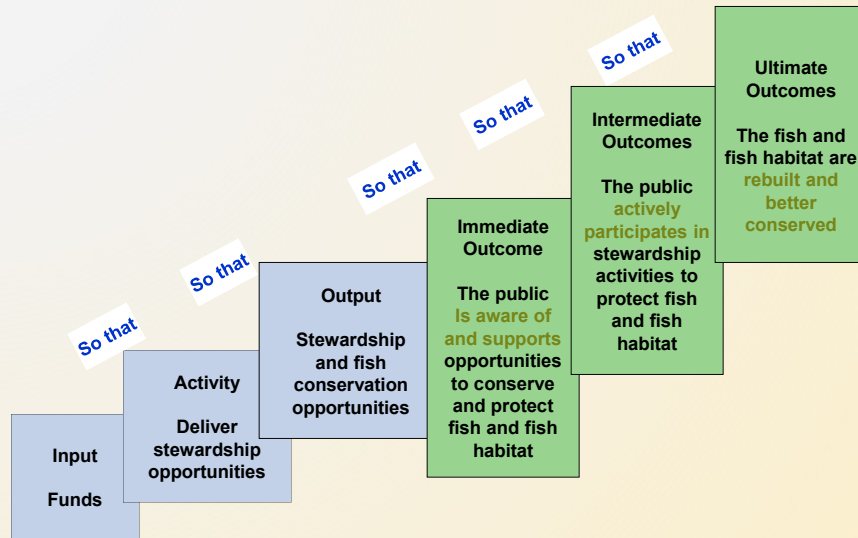 Input
Funds
So that
Activity
Deliver
stewardship
opportunities
So that
Output
Stewardship
and fish
conservation
opportunities
So that
Immediate
Outcome
The public
Is aware of
and supports
opportunities
to conserve
and protect
fish and fish
habitat
So that
Intermediate
Outcomes
The public
actively
participates in
stewardship
activities to
protect fish
and fish
habitat
So that
Ultimate
Outcomes
The fish and
fish habitat are
rebuilt and
better
conserved